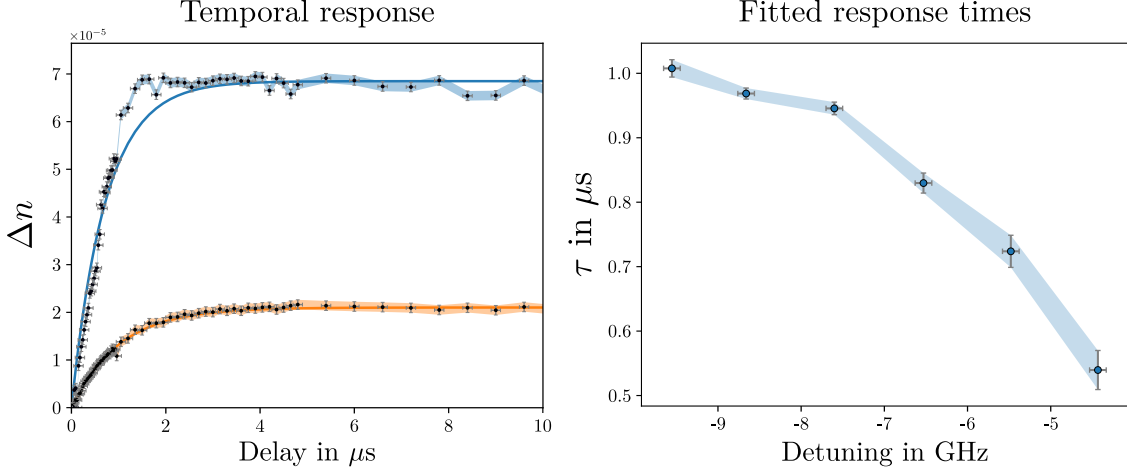 Temporal response
×10⁻⁵
7
6
5
4
3
2
1
0
Δn
0 2 4 6 8 10
Delay in μs
Fitted response times
1.0
0.9
0.8
0.7
0.6
0.5
τ in μs
-9 -8 -7 -6 -5
Detuning in GHz